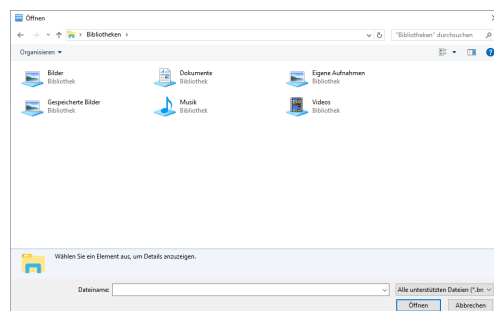 Öffnen
Bibliotheken
"Bibliotheken" durchsuchen
Organisieren
Bilder
Bibliothek
Dokumente
Bibliothek
Eigene Aufnahmen
Bibliothek
Gespeicherte Bilder
Bibliothek
Musik
Bibliothek
Videos
Bibliothek
Wählen Sie ein Element aus, um Details anzuzeigen.
Dateiname:
Alle unterstützten Dateien (*.bn
Öffnen
Abbrechen